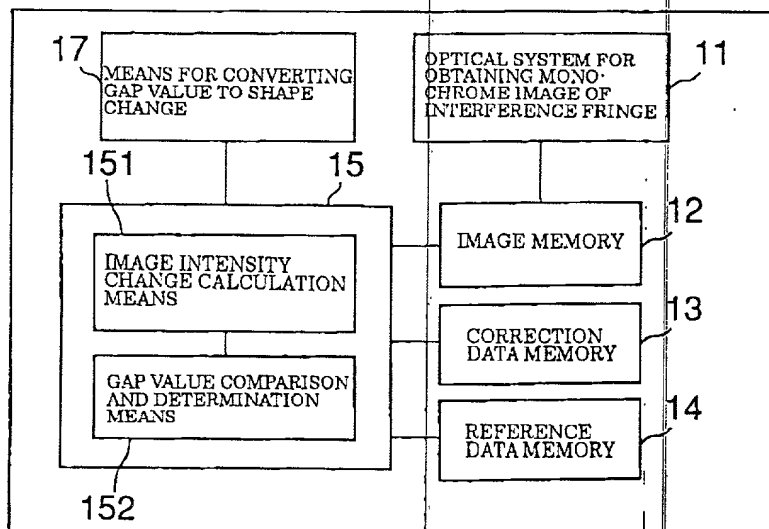 17
MEANS FOR CONVERTING
GAP VALUE TO SHAPE
CHANGE
OPTICAL SYSTEM FOR
OBTAINING MONO-
CHROME IMAGE OF
INTERFERENCE FRINGE
11
151
15
IMAGE INTENSITY
CHANGE CALCULATION
MEANS
IMAGE MEMORY
12
GAP VALUE COMPARISON
AND DETERMINATION
MEANS
152
CORRECTION
DATA MEMORY
13
REFERENCE
DATA MEMORY
14